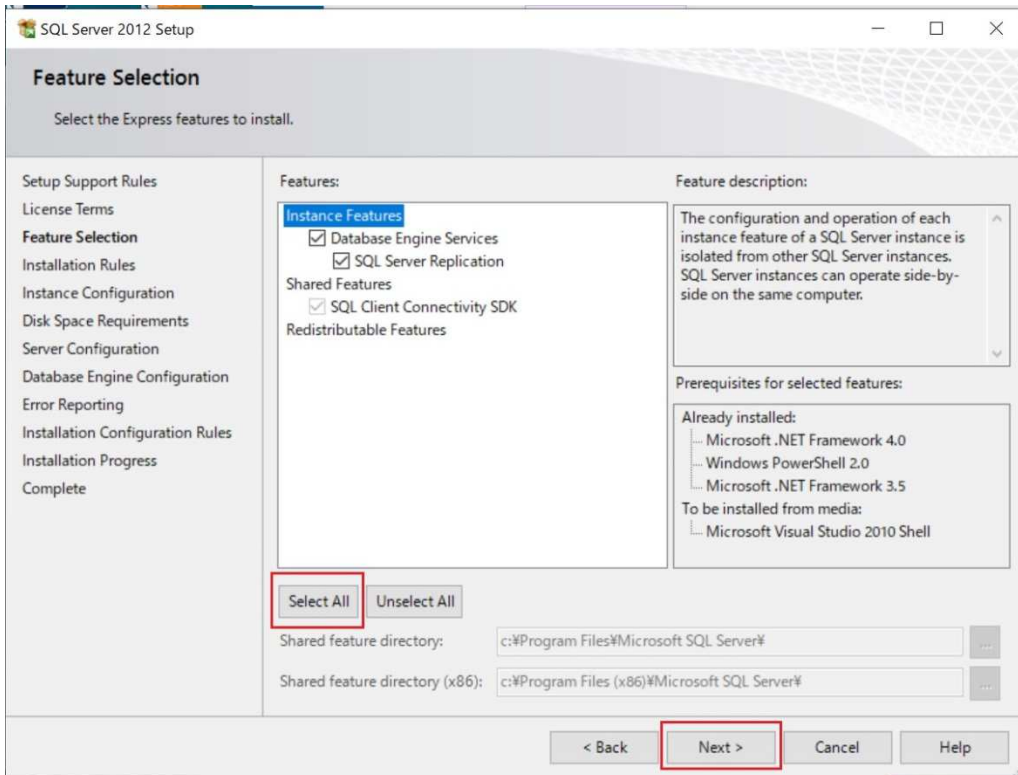 SQL Server 2012 Setup
Feature Selection
Select the Express features to install.
Setup Support Rules
License Terms
Feature Selection
Installation Rules
Instance Configuration
Disk Space Requirements
Server Configuration
Database Engine Configuration
Error Reporting
Installation Configuration Rules
Installation Progress
Complete
Features:
Instance Features
Database Engine Services
SQL Server Replication
Shared Features
SQL Client Connectivity SDK
Redistributable Features
Feature description:
The configuration and operation of each
instance feature of a SQL Server instance is
isolated from other SQL Server instances.
SQL Server instances can operate side-by-
side on the same computer.
Prerequisites for selected features:
Already installed:
Microsoft .NET Framework 4.0
Windows PowerShell 2.0
Microsoft .NET Framework 3.5
To be installed from media:
Microsoft Visual Studio 2010 Shell
Select All Unselect All
Shared feature directory: c:¥Program Files¥Microsoft SQL Server¥ ...
Shared feature directory (x86): c:¥Program Files (x86)¥Microsoft SQL Server¥ ...
< Back Next > Cancel Help